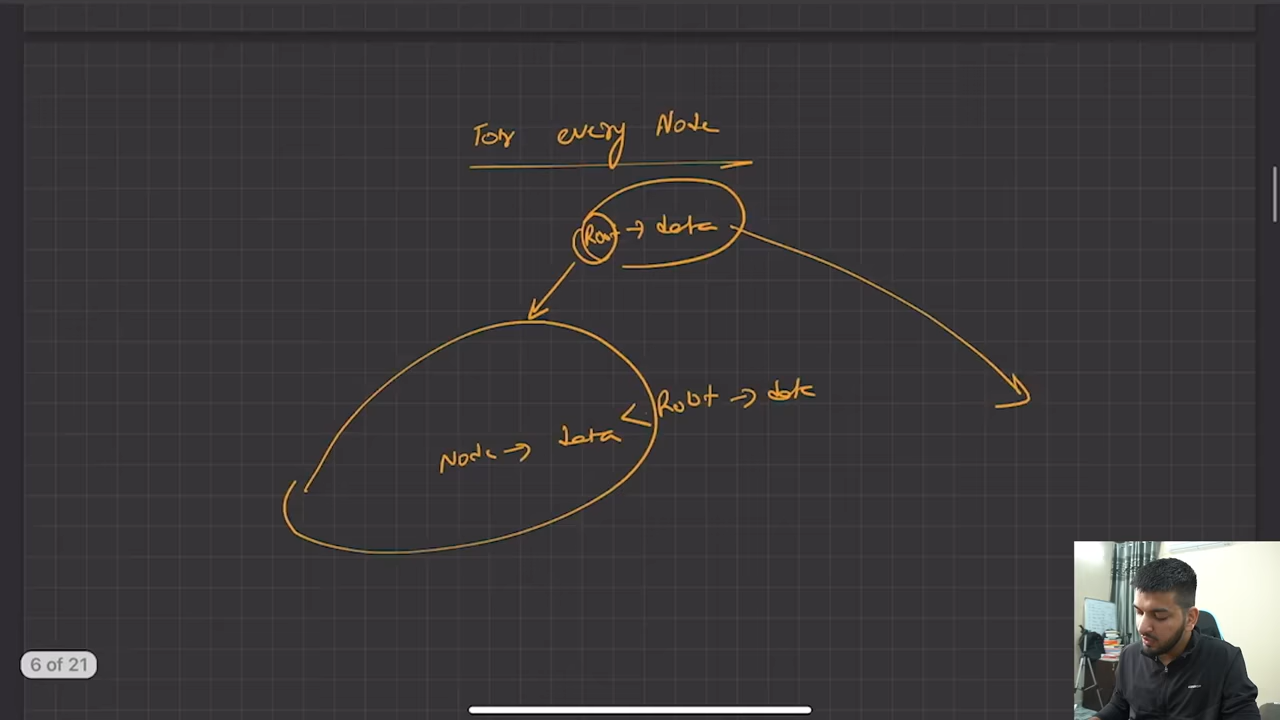 For every Node
Root → data
Root → data
Node → data <
6 of 21